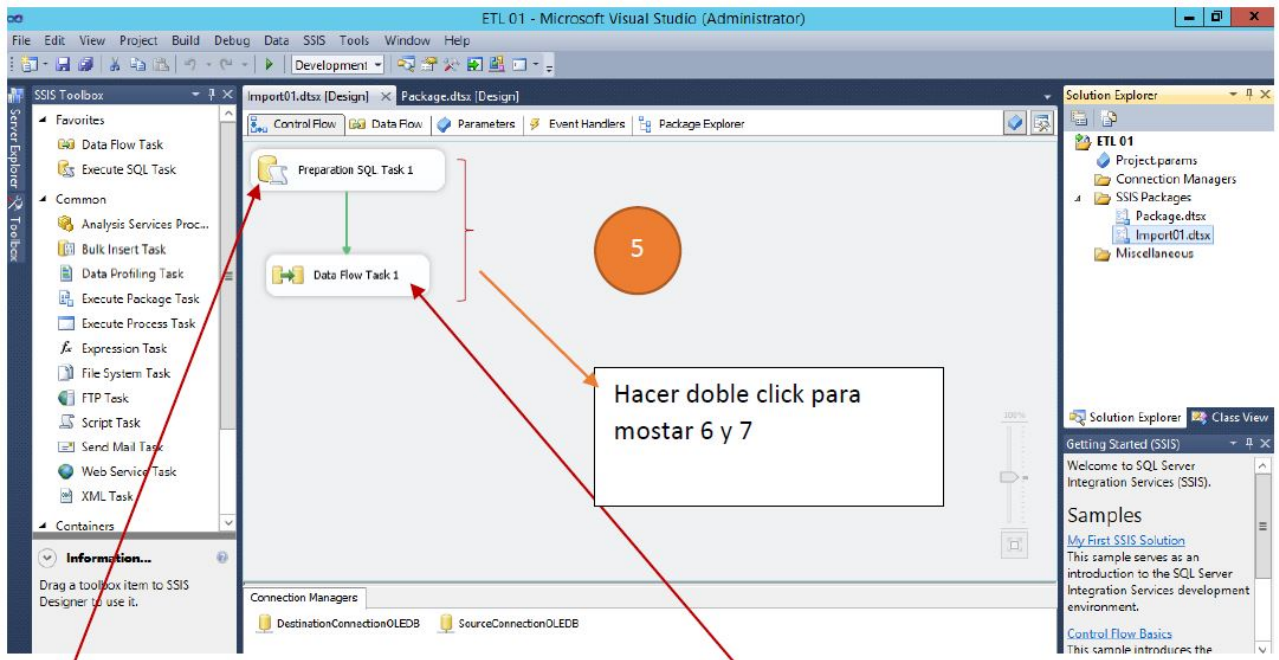 ETL 01 - Microsoft Visual Studio (Administrator)
File Edit View Project Build Debug Data SSIS Tools Window Help
Development
Server Explorer
Toolbox
SSIS Toolbox
Favorites
Data Flow Task
Execute SQL Task
Common
Analysis Services Proc...
Bulk Insert Task
Data Profiling Task
Execute Package Task
Execute Process Task
fx Expression Task
File System Task
FTP Task
Script Task
Send Mail Task
Web Service Task
XML Task
Containers
Information...
Drag a toolbox item to SSIS
Designer to use it.
Import01.dtsx [Design] Package.dtsx [Design]
Control Flow Data Flow Parameters Event Handlers Package Explorer
Preparation SQL Task 1
Data Flow Task 1
5
Hacer doble click para
mostar 6 y 7
100%
Connection Managers
DestinationConnectionOLEDB SourceConnectionOLEDB
Solution Explorer
ETL 01
Project.params
Connection Managers
SSIS Packages
Package.dtsx
Import01.dtsx
Miscellaneous
Solution Explorer Class View
Getting Started (SSIS)
Welcome to SQL Server
Integration Services (SSIS).
Samples
My First SSIS Solution
This sample serves as an
introduction to the SQL Server
Integration Services development
environment.
Control Flow Basics
This sample introduces the